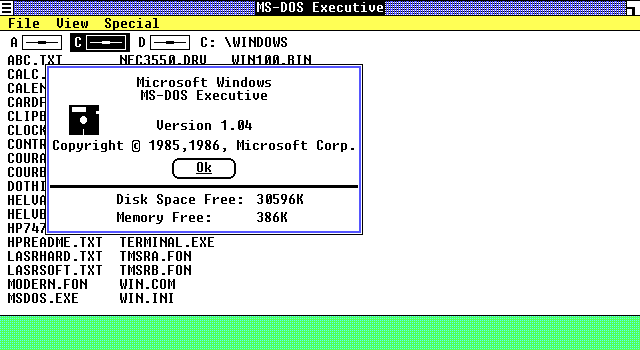 MS-DOS Executive
File View Special
A C D C: \WINDOWS
ABC.TXT NEC3550.DRV WIN100.BIN
CALC.
CALEN
CARDF
CLIPB
CLOCK
CONTR
COURA
COURB
DOTHI
HELVA
HELVB
HP747
Microsoft Windows
MS-DOS Executive
Version 1.04
Copyright © 1985,1986, Microsoft Corp.
Ok
Disk Space Free: 30596K
Memory Free: 386K
HPREADME.TXT TERMINAL.EXE
LASRHARD.TXT TMSRA.FON
LASRSOFT.TXT TMSRB.FON
MODERN.FON WIN.COM
MSDOS.EXE WIN.INI